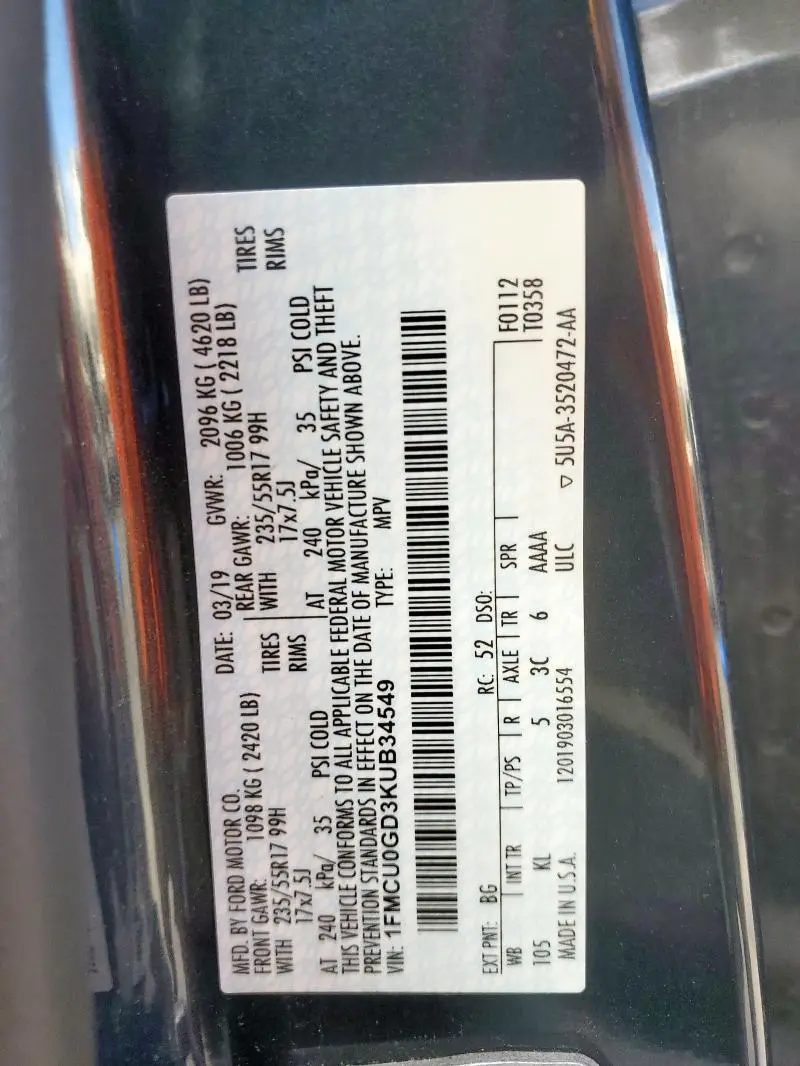 MFD. BY FORD MOTOR CO.
DATE: 03/19 GVWR: 2096 KG ( 4620 LB)
FRONT GAWR: 1098 KG ( 2420 LB)
REAR GAWR: 1006 KG ( 2218 LB)
WITH 235/55R17 99H TIRES
WITH 235/55R17 99H TIRES
17x7.5J RIMS
17x7.5J RIMS
AT 240 kPa/ 35 PSI COLD
AT 240 kPa/ 35 PSI COLD
THIS VEHICLE CONFORMS TO ALL APPLICABLE FEDERAL MOTOR VEHICLE SAFETY AND THEFT
PREVENTION STANDARDS IN EFFECT ON THE DATE OF MANUFACTURE SHOWN ABOVE.
VIN: 1FMCU0GD3KUB34549 TYPE: MPV
EXT PNT: BG RC: 52 DSO: F0112
WB INT TR TP/PS R AXLE TR SPR T0358
105 KL 5 3C 6 AAAA
MADE IN U.S.A. 1201903016554 ULC ▽ 5U5A-3520472-AA